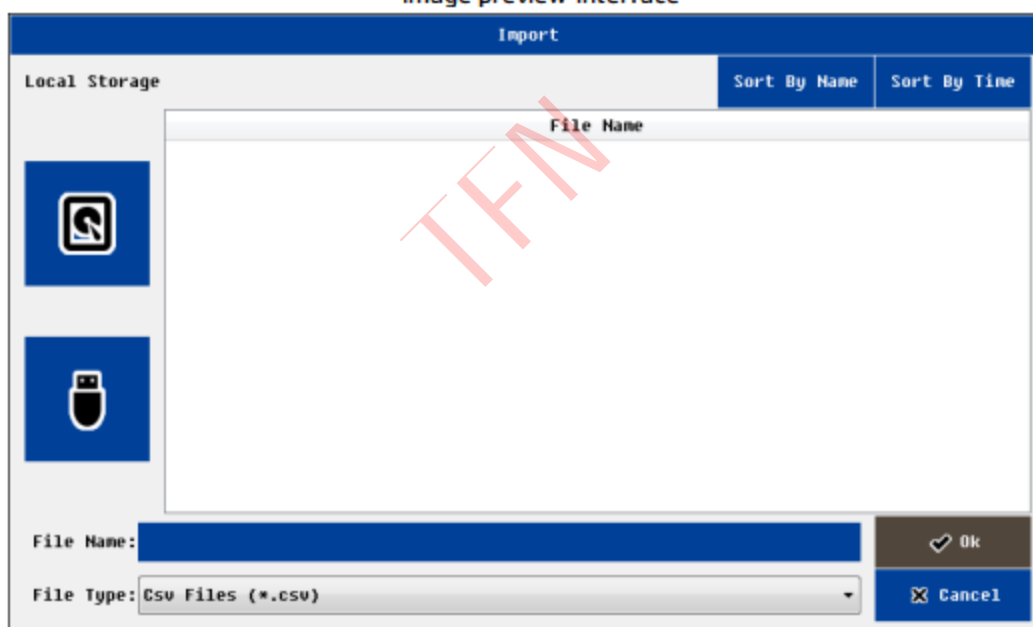 image preview interface
Import
Local Storage
Sort By Name
Sort By Time
File Name
TFN
File Name:
Ok
File Type: Csv Files (*.csv)
Cancel